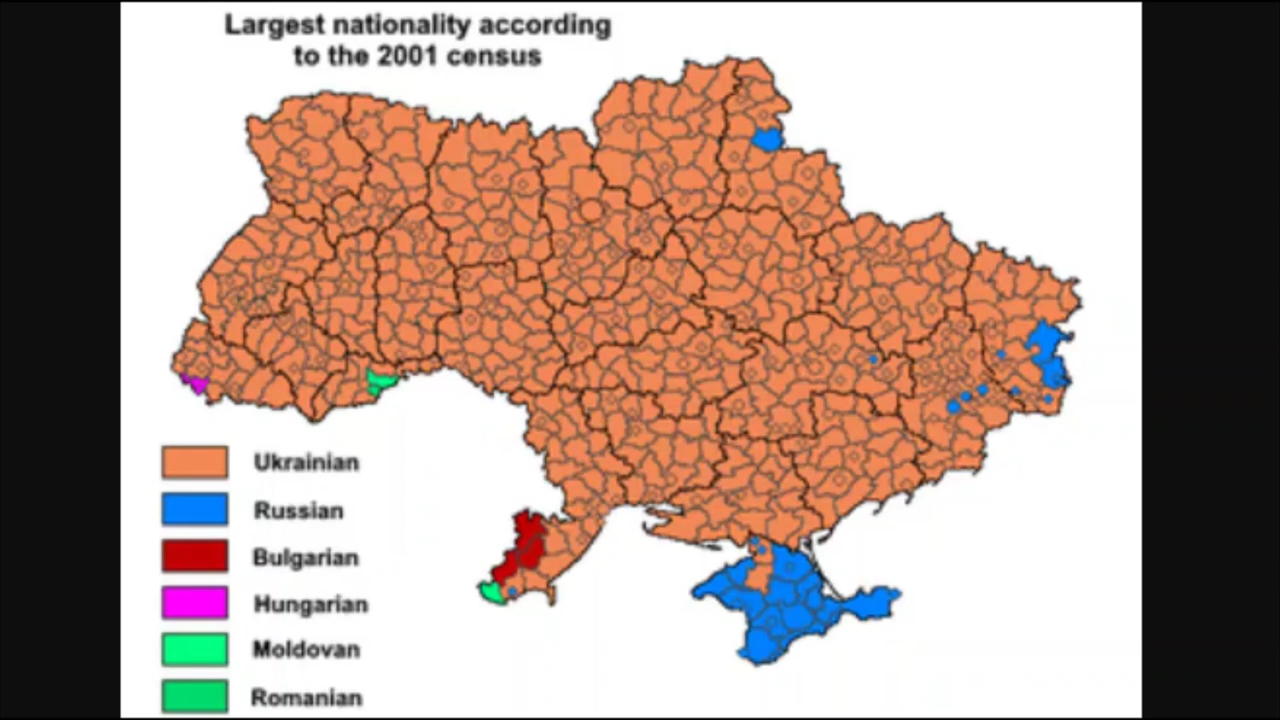 Largest nationality according
to the 2001 census
Ukrainian
Russian
Bulgarian
Hungarian
Moldovan
Romanian